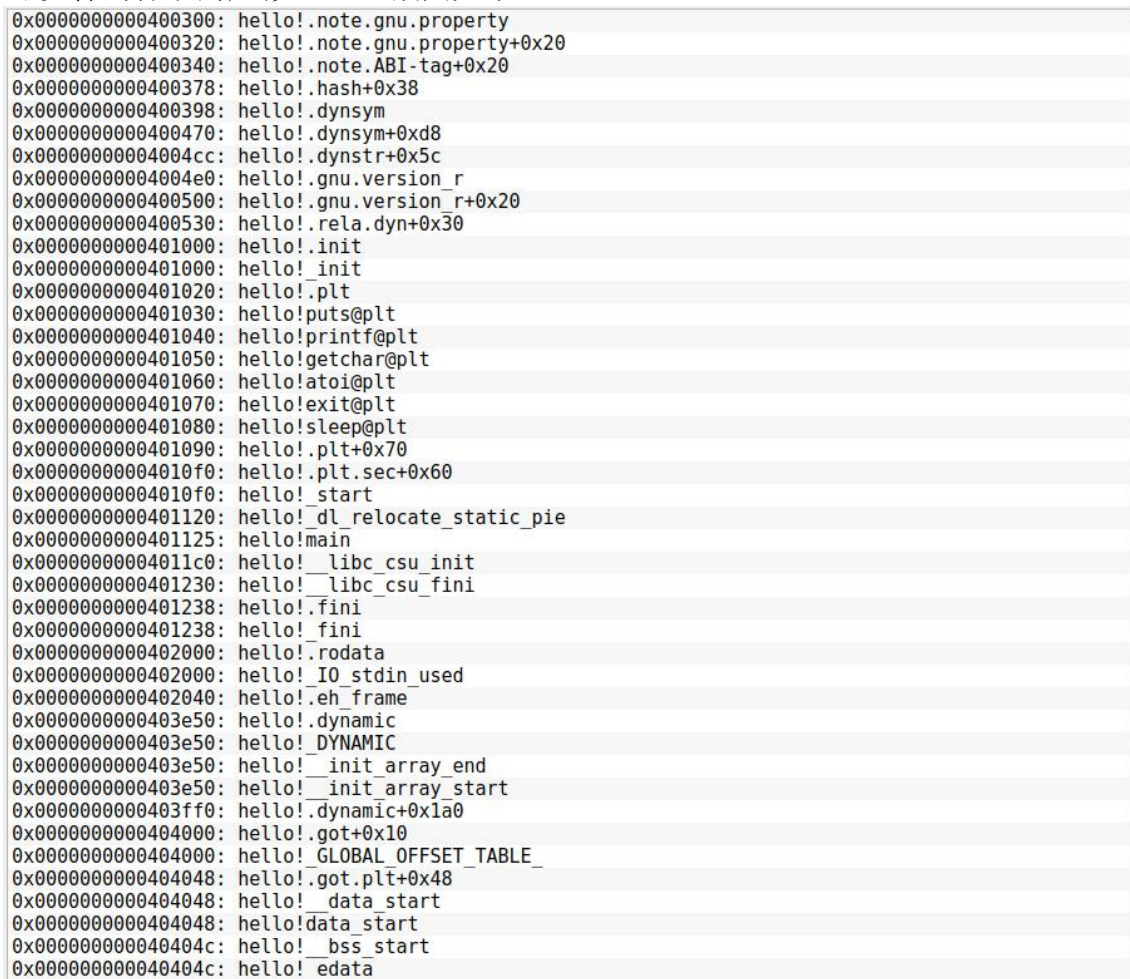 0x0000000000400300: hello!.note.gnu.property
0x0000000000400320: hello!.note.gnu.property+0x20
0x0000000000400340: hello!.note.ABI-tag+0x20
0x0000000000400378: hello!.hash+0x38
0x0000000000400398: hello!.dynsym
0x0000000000400470: hello!.dynsym+0xd8
0x00000000004004cc: hello!.dynstr+0x5c
0x00000000004004e0: hello!.gnu.version_r
0x0000000000400500: hello!.gnu.version_r+0x20
0x0000000000400530: hello!.rela.dyn+0x30
0x0000000000401000: hello!.init
0x0000000000401000: hello!_init
0x0000000000401020: hello!.plt
0x0000000000401030: hello!puts@plt
0x0000000000401040: hello!printf@plt
0x0000000000401050: hello!getchar@plt
0x0000000000401060: hello!atoi@plt
0x0000000000401070: hello!exit@plt
0x0000000000401080: hello!sleep@plt
0x0000000000401090: hello!.plt+0x70
0x00000000004010f0: hello!.plt.sec+0x60
0x00000000004010f0: hello!_start
0x0000000000401120: hello!_dl_relocate_static_pie
0x0000000000401125: hello!main
0x00000000004011c0: hello!__libc_csu_init
0x0000000000401230: hello!__libc_csu_fini
0x0000000000401238: hello!.fini
0x0000000000401238: hello!_fini
0x0000000000402000: hello!.rodata
0x0000000000402000: hello!_IO_stdin_used
0x0000000000402040: hello!.eh_frame
0x0000000000403e50: hello!.dynamic
0x0000000000403e50: hello!_DYNAMIC
0x0000000000403e50: hello!__init_array_end
0x0000000000403e50: hello!__init_array_start
0x0000000000403ff0: hello!.dynamic+0x1a0
0x0000000000404000: hello!.got+0x10
0x0000000000404000: hello!_GLOBAL_OFFSET_TABLE_
0x0000000000404048: hello!.got.plt+0x48
0x0000000000404048: hello!__data_start
0x0000000000404048: hello!data_start
0x000000000040404c: hello!__bss_start
0x000000000040404c: hello!_edata